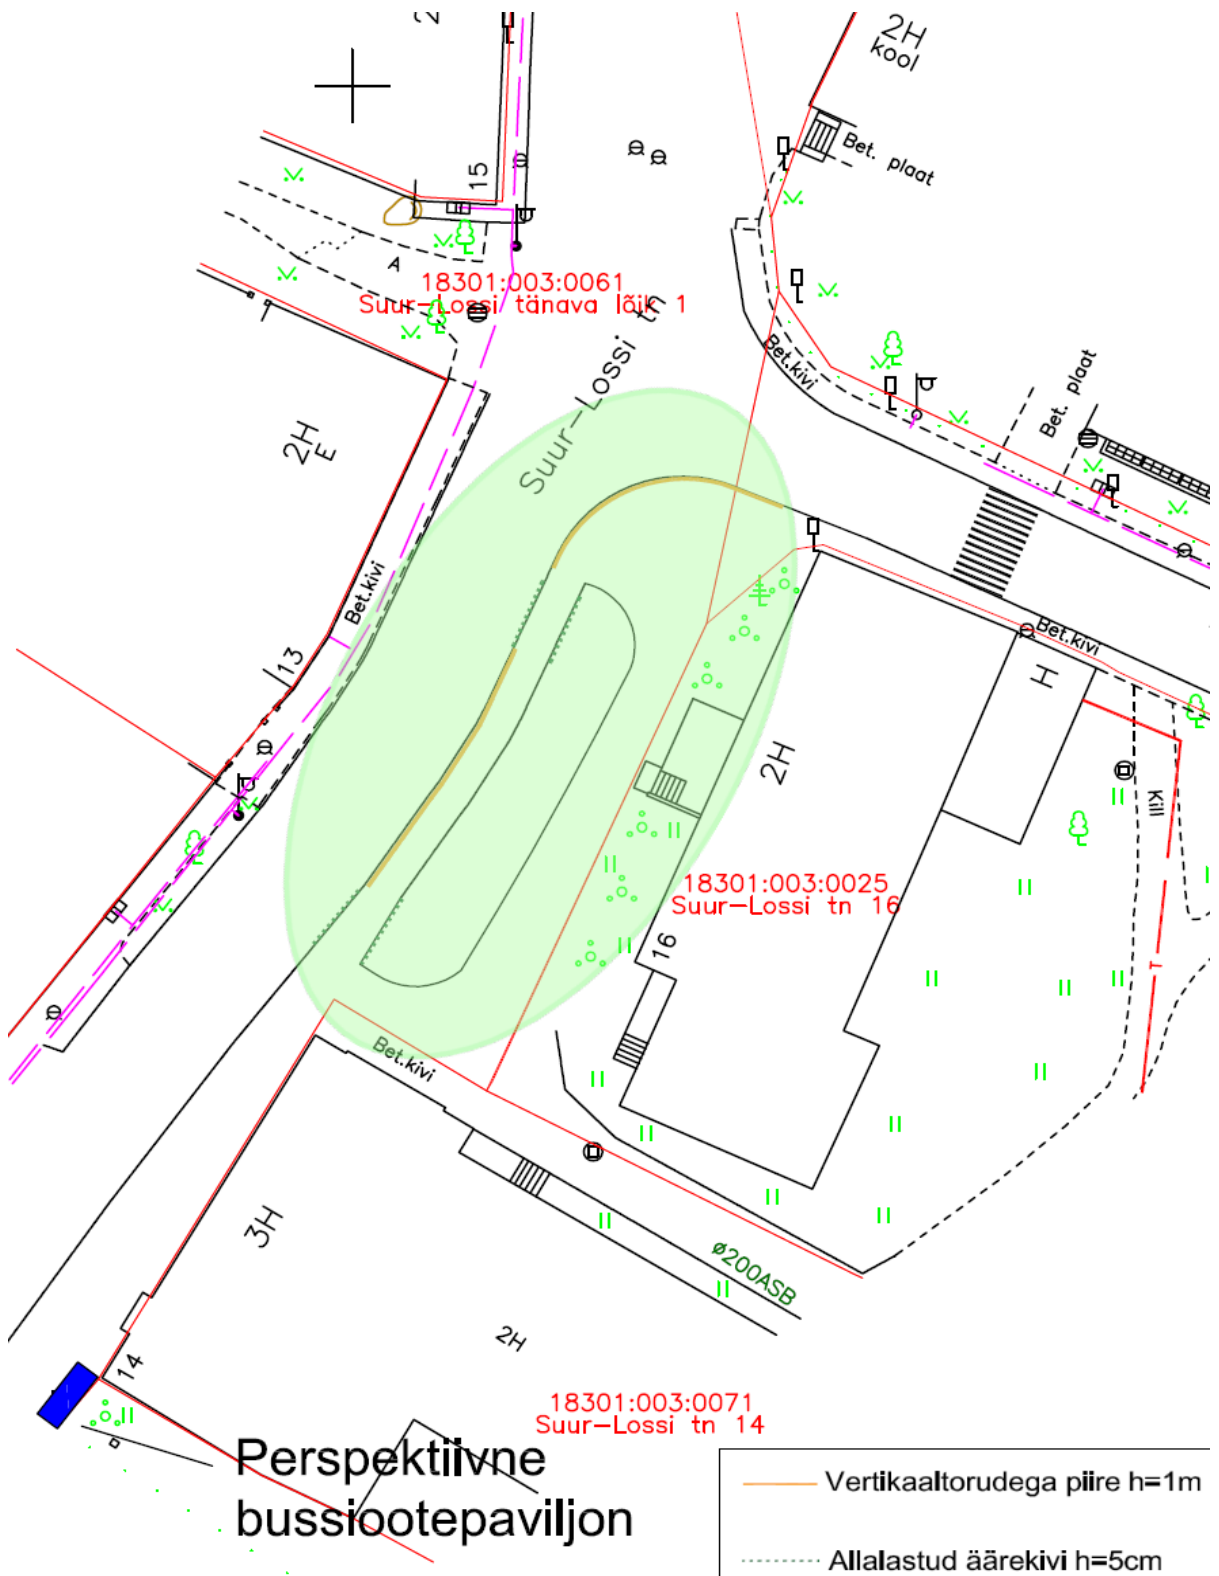 2H
kool
Bet. plaat
15
A
18301:003:0061
Suur-Lossi tänava lõik 1
Suur-Lossi tn
Bet.kivi
Bet. plaat
2H
E
Bet.kivi
13
Bet.kivi
H
2H
Kill
18301:003:0025
Suur-Lossi tn 16
16
T
Bet.kivi
3H
ø200ASB
2H
14
18301:003:0071
Suur-Lossi tn 14
Perspektiivne
bussiootepaviljon
Vertikaaltorudega piire h=1m
Allalastud äärekivi h=5cm